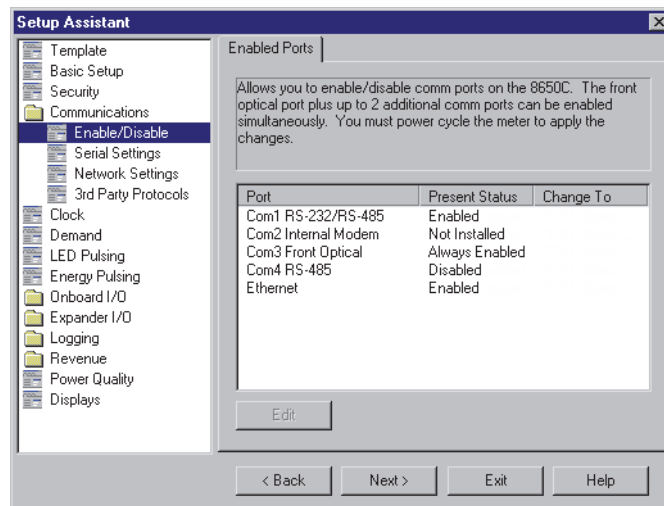 Setup Assistant
Template
Basic Setup
Security
Communications
Enable/Disable
Serial Settings
Network Settings
3rd Party Protocols
Clock
Demand
LED Pulsing
Energy Pulsing
Onboard I/O
Expander I/O
Logging
Revenue
Power Quality
Displays
Enabled Ports
Allows you to enable/disable comm ports on the 8650C. The front
optical port plus up to 2 additional comm ports can be enabled
simultaneously. You must power cycle the meter to apply the
changes.
Port Present Status Change To
Com1 RS-232/RS-485 Enabled
Com2 Internal Modem Not Installed
Com3 Front Optical Always Enabled
Com4 RS-485 Disabled
Ethernet Enabled
Edit
< Back Next > Exit Help